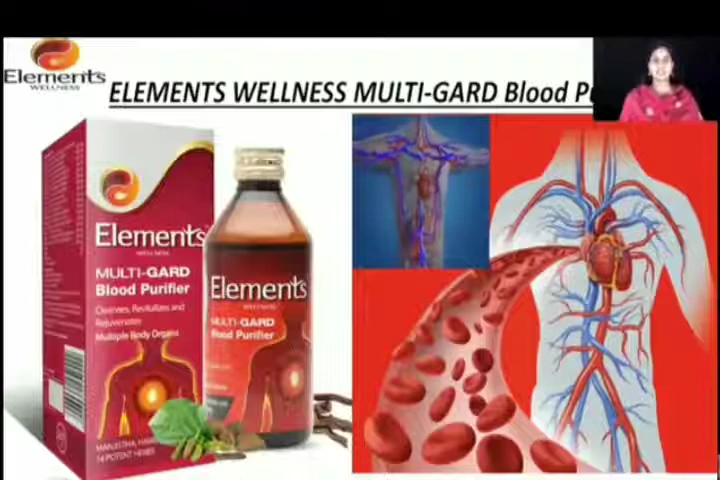 Elements
WELLNESS
ELEMENTS WELLNESS MULTI-GARD Blood
Elements
WELLNESS
MULTI-GARD
Blood Purifier
Cleanses, Revitalizes and
Rejuvenates
Multiple Body Organs
14 POTENT HERBS
Elements
WELLNESS
MULTI-GARD
Blood Purifier